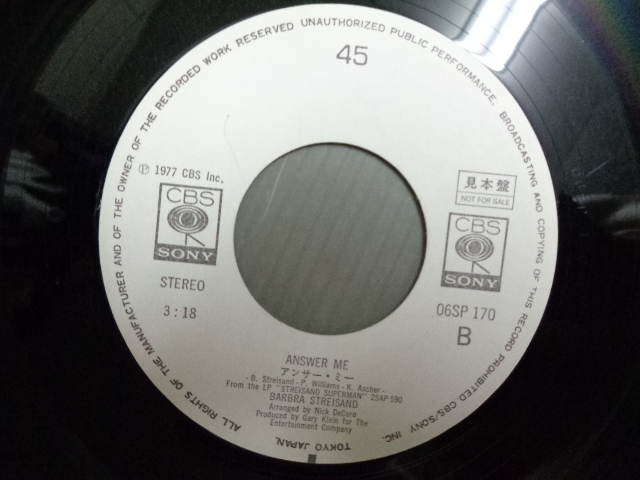 ALL RIGHTS OF THE MANUFACTURER AND OF THE OWNER OF THE RECORDED WORK RESERVED UNAUTHORIZED PUBLIC PERFORMANCE, BROADCASTING AND COPYING OF THIS RECORD PROHIBITED CBS/SONY INC.
TOKYO JAPAN.
45
℗ 1977 CBS Inc.
CBS
SONY
STEREO
3:18
見本盤
NOT FOR SALE
CBS
SONY
06SP 170
B
ANSWER ME
アンサー・ミー
- B. Streisand - P. Williams - K. Ascher -
From the LP "STREISAND SUPERMAN" 25AP 590
BARBRA STREISAND
Arranged by Nick DeCaro
Produced by Gary Klein for The
Entertainment Company